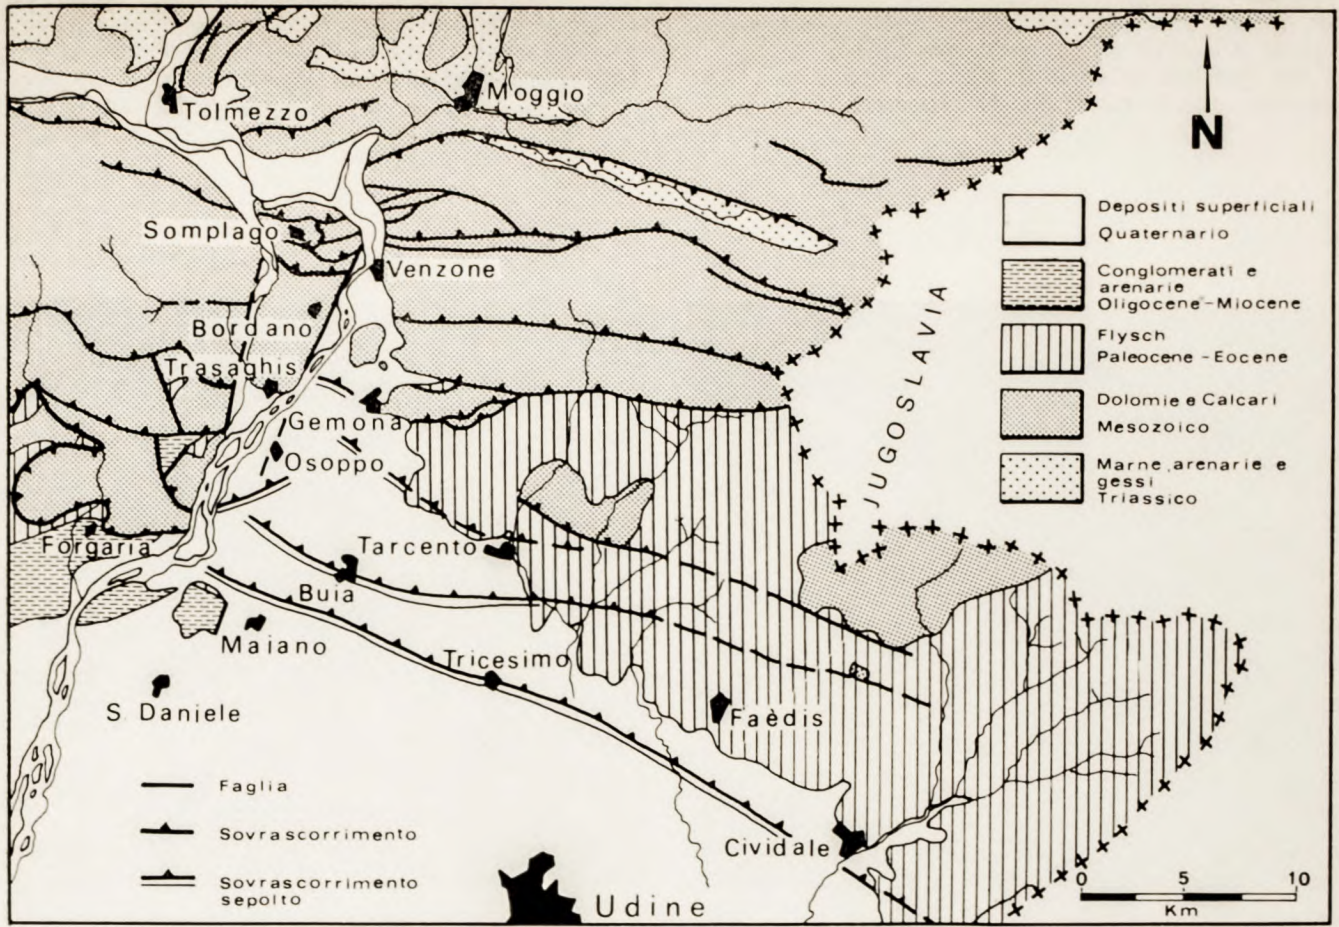 Moggio
Tolmezzo
N
Depositi superficiali
Quaternario
Somplago
Venzone
Conglomerati e
arenarie
Oligocene-Miocene
Bordano
Flysch
Paleocene-Eocene
Trasaghis
JUGOSLAVIA
Dolomie e Calcari
Mesozoico
Gemona
Osoppo
Marne, arenarie e
gessi
Triassico
Forgaria
Tarcento
Buia
Maiano
Tricesimo
S. Daniele
Faèdis
Faglia
Sovrascorrimento
Cividale
Sovrascorrimento
sepolto
0 5 10
Km
Udine